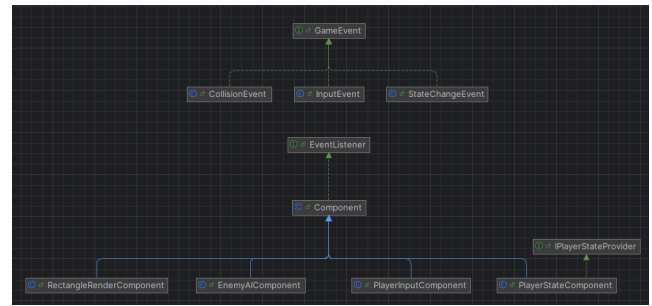 GameEvent
CollisionEvent InputEvent StateChangeEvent
EventListener
Component
IPlayerStateProvider
RectangleRenderComponent EnemyAIComponent PlayerInputComponent PlayerStateComponent